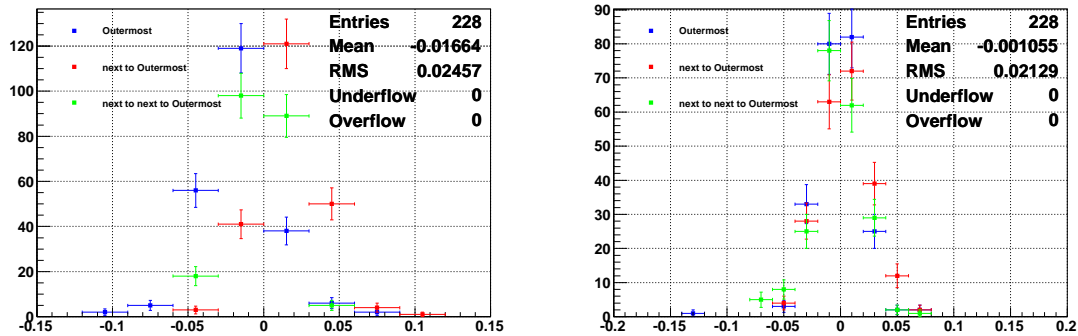 Outermost
next to Outermost
next to next to Outermost
Entries 228
Mean -0.01664
RMS 0.02457
Underflow 0
Overflow 0
120
100
80
60
40
20
0
-0.15 -0.1 -0.05 0 0.05 0.1 0.15
Outermost
next to Outermost
next to next to Outermost
Entries 228
Mean -0.001055
RMS 0.02129
Underflow 0
Overflow 0
90
80
70
60
50
40
30
20
10
0
-0.2 -0.15 -0.1 -0.05 0 0.05 0.1 0.15 0.2